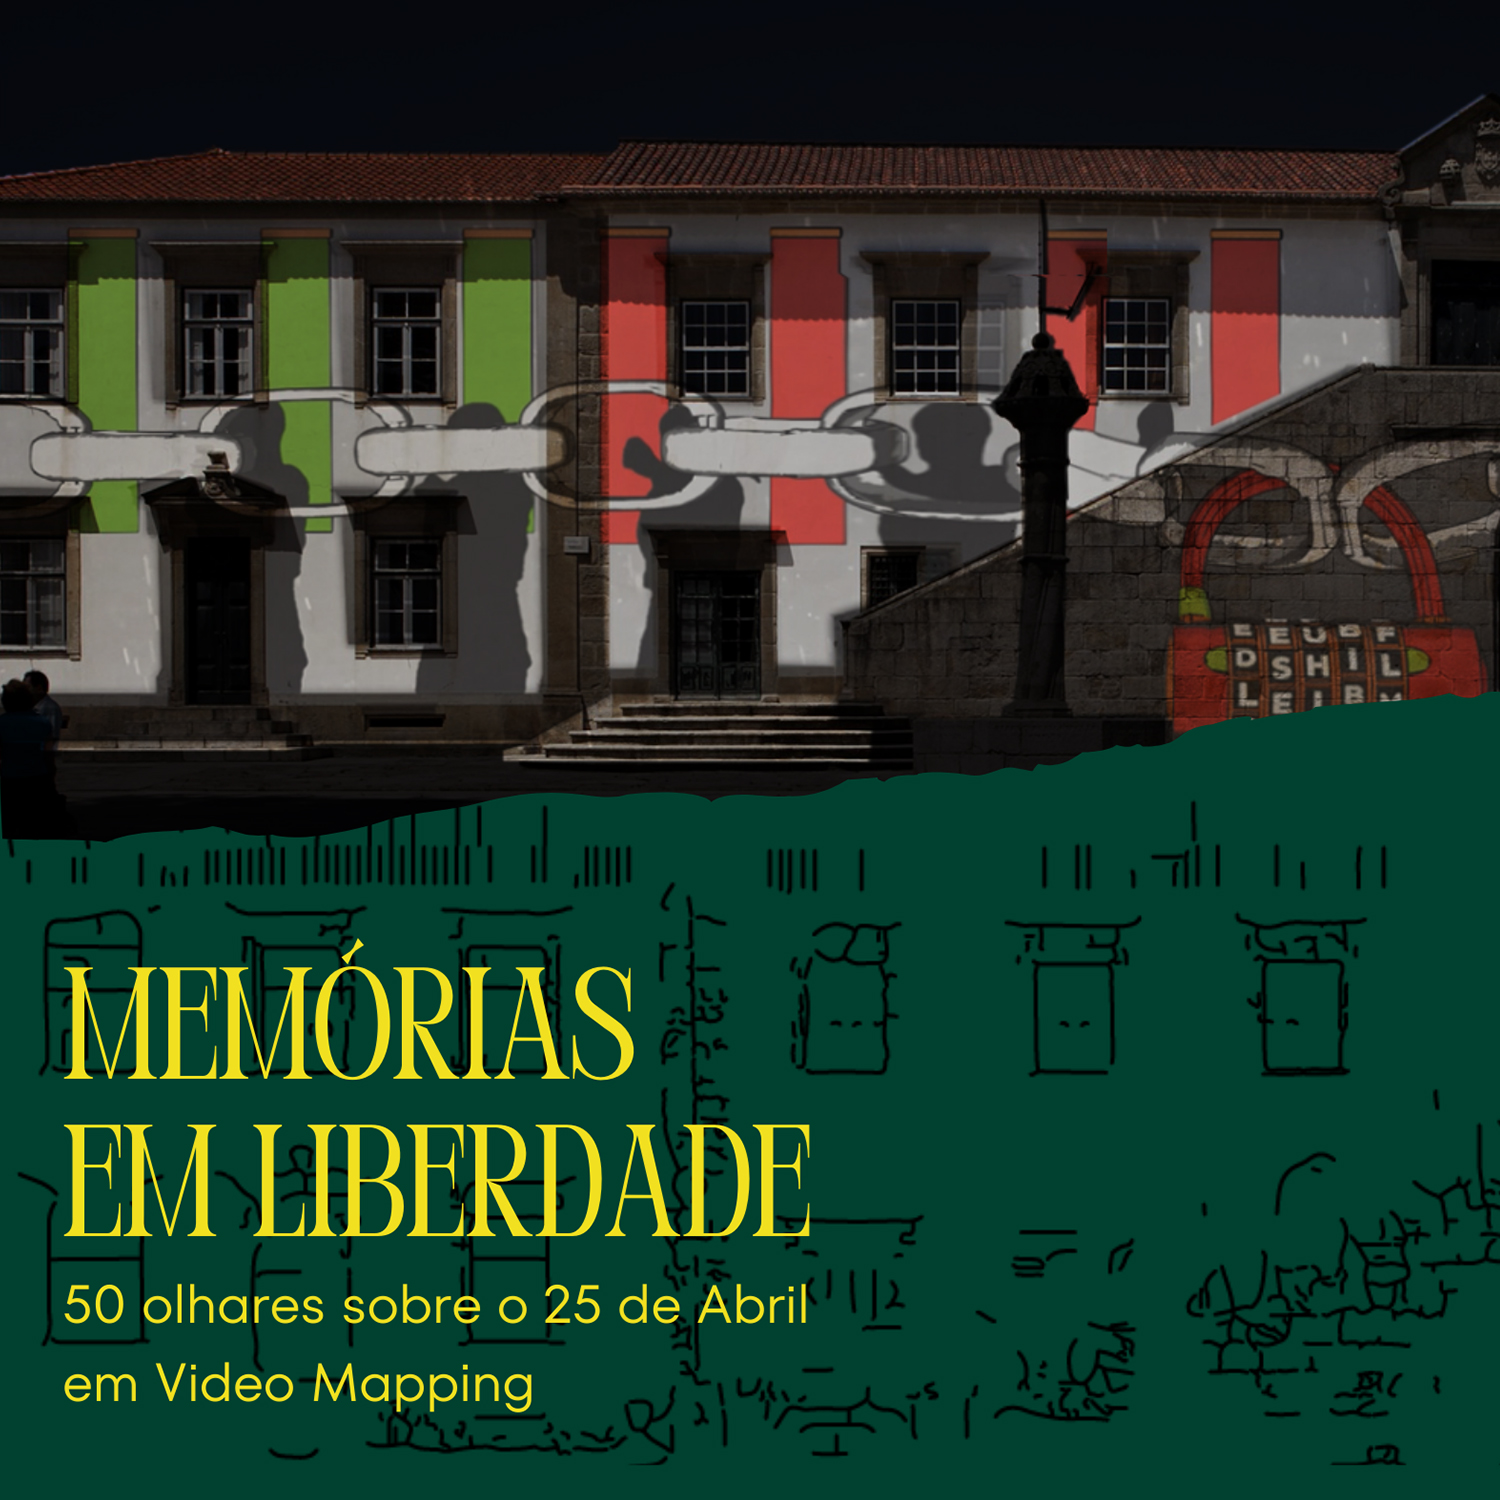 E E U B F
D S H i L
L E I B M
MEMÓRIAS
EM LIBERDADE
50 olhares sobre o 25 de Abril
em Video Mapping